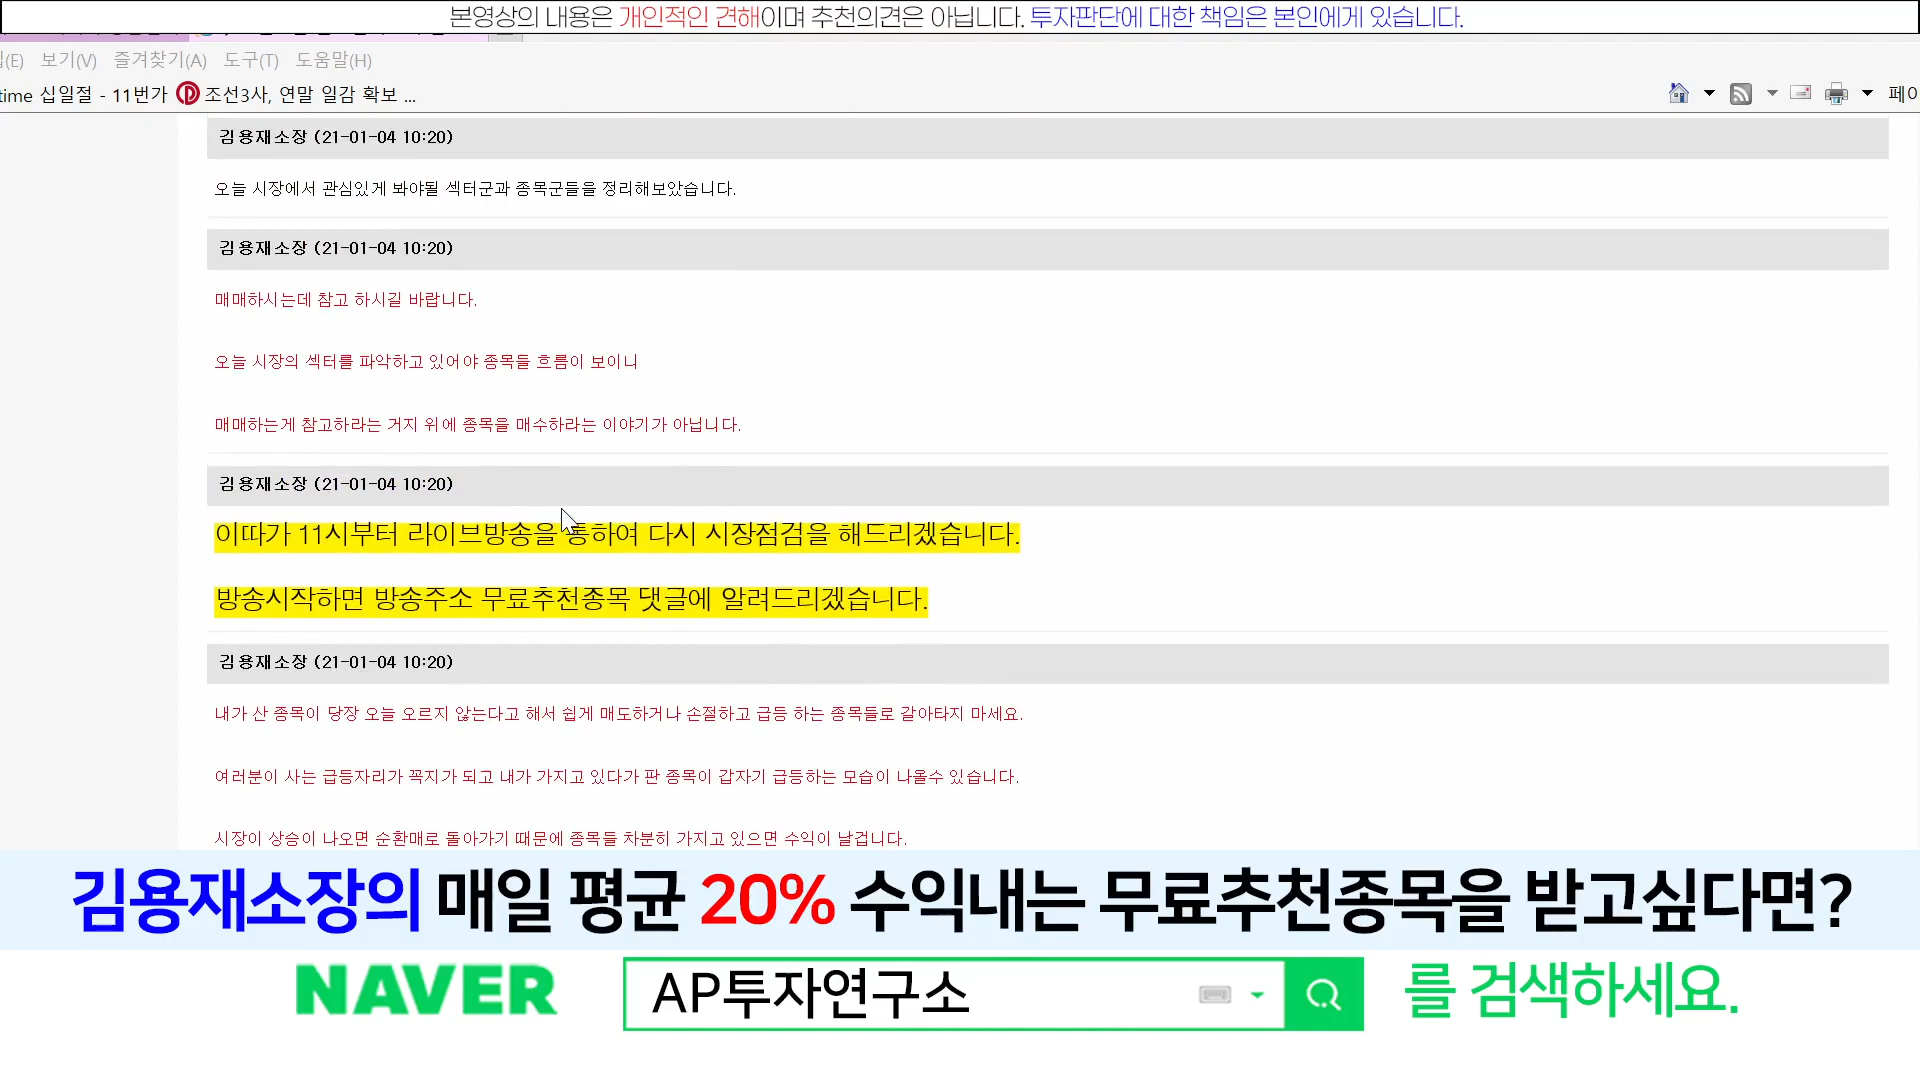 본영상의 내용은 개인적인 견해이며 추천의견은 아닙니다. 투자판단에 대한 책임은 본인에게 있습니다.
(E) 보기(V) 즐겨찾기(A) 도구(T) 도움말(H)
time 십일절 - 11번가 조선3사, 연말 일감 확보 ... 페이
김용재소장 (21-01-04 10:20)
오늘 시장에서 관심있게 봐야될 섹터군과 종목군들을 정리해보았습니다.
김용재소장 (21-01-04 10:20)
매매하시는데 참고 하시길 바랍니다.
오늘 시장의 섹터를 파악하고 있어야 종목들 흐름이 보이니
매매하는게 참고하라는 거지 위에 종목을 매수하라는 이야기가 아닙니다.
김용재소장 (21-01-04 10:20)
이따가 11시부터 라이브방송을 통하여 다시 시장점검을 해드리겠습니다.
방송시작하면 방송주소 무료추천종목 댓글에 알려드리겠습니다.
김용재소장 (21-01-04 10:20)
내가 산 종목이 당장 오늘 오르지 않는다고 해서 쉽게 매도하거나 손절하고 급등 하는 종목들로 갈아타지 마세요.
여러분이 사는 급등자리가 꼭지가 되고 내가 가지고 있다가 판 종목이 갑자기 급등하는 모습이 나올수 있습니다.
시장이 상승이 나오면 순환매로 돌아가기 때문에 종목들 차분히 가지고 있으면 수익이 날겁니다.
김용재소장의 매일 평균 20% 수익내는 무료추천종목을 받고싶다면?
NAVER AP투자연구소 를 검색하세요.